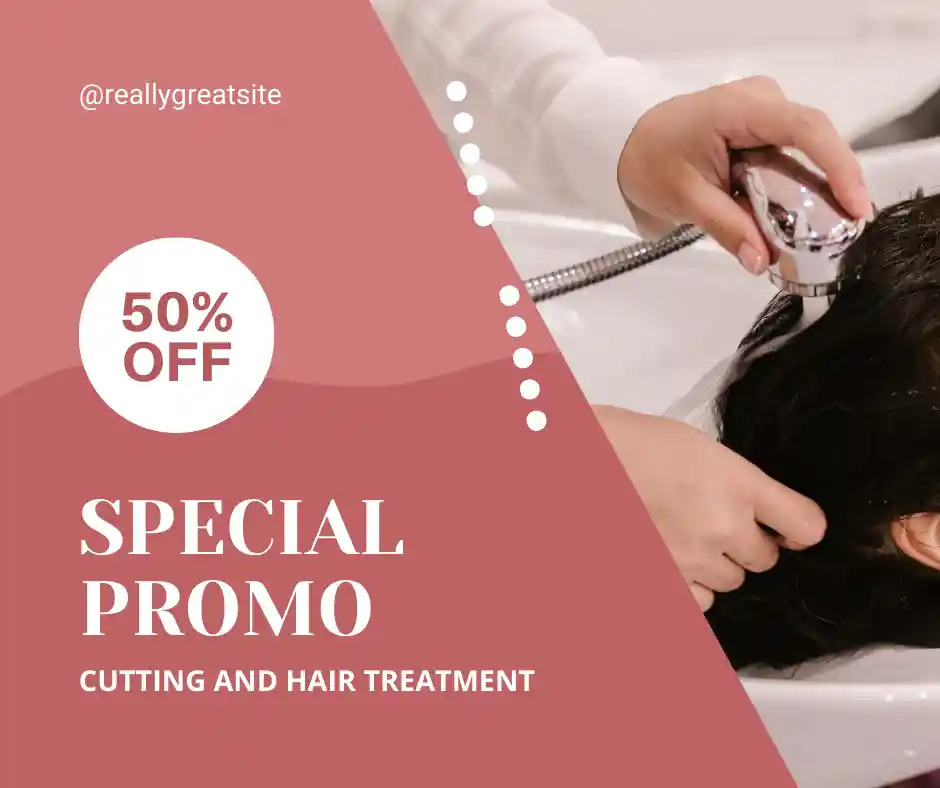 @reallygreatsite
50%
OFF
SPECIAL
PROMO
CUTTING AND HAIR TREATMENT